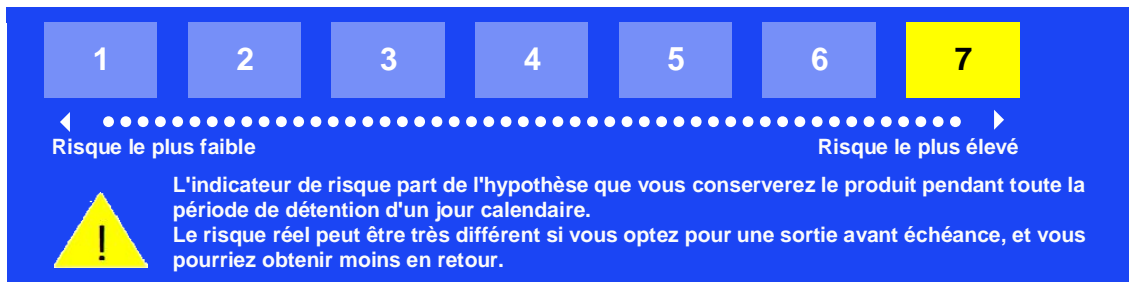 1 2 3 4 5 6 7
Risque le plus faible Risque le plus élevé
L'indicateur de risque part de l'hypothèse que vous conserverez le produit pendant toute la
période de détention d'un jour calendaire.
Le risque réel peut être très différent si vous optez pour une sortie avant échéance, et vous
pourriez obtenir moins en retour.
!